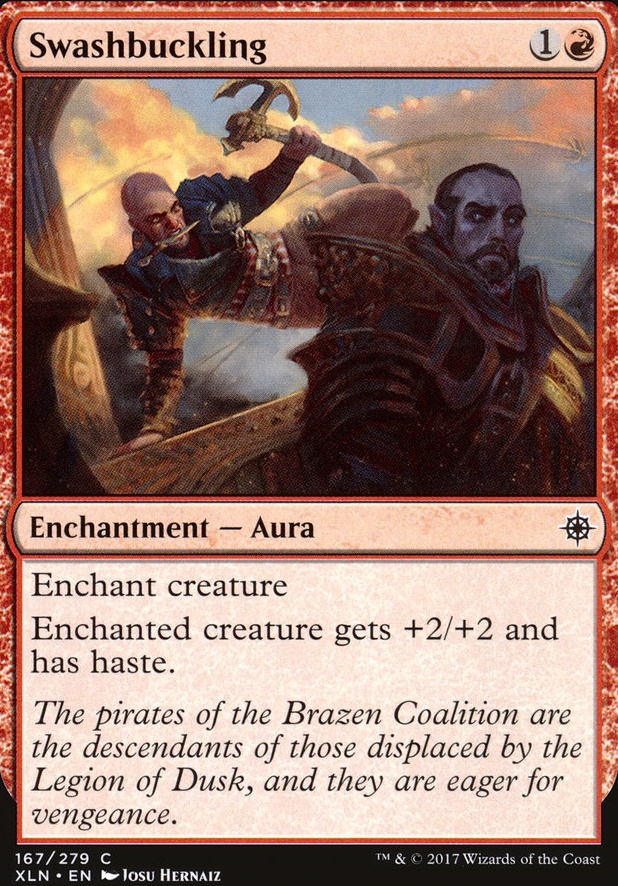 Swashbuckling 1
Enchantment — Aura
Enchant creature
Enchanted creature gets +2/+2 and
has haste.
The pirates of the Brazen Coalition are
the descendants of those displaced by the
Legion of Dusk, and they are eager for
vengeance.
167/279 C ™ & © 2017 Wizards of the Coast
XLN • EN Josu Hernaiz